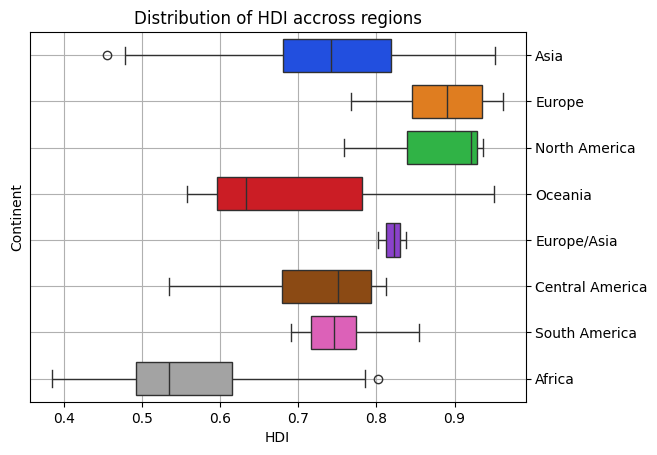 Distribution of HDI accross regions
Asia
Europe
North America
Oceania
Europe/Asia
Central America
South America
Africa
Continent
0.4 0.5 0.6 0.7 0.8 0.9
HDI